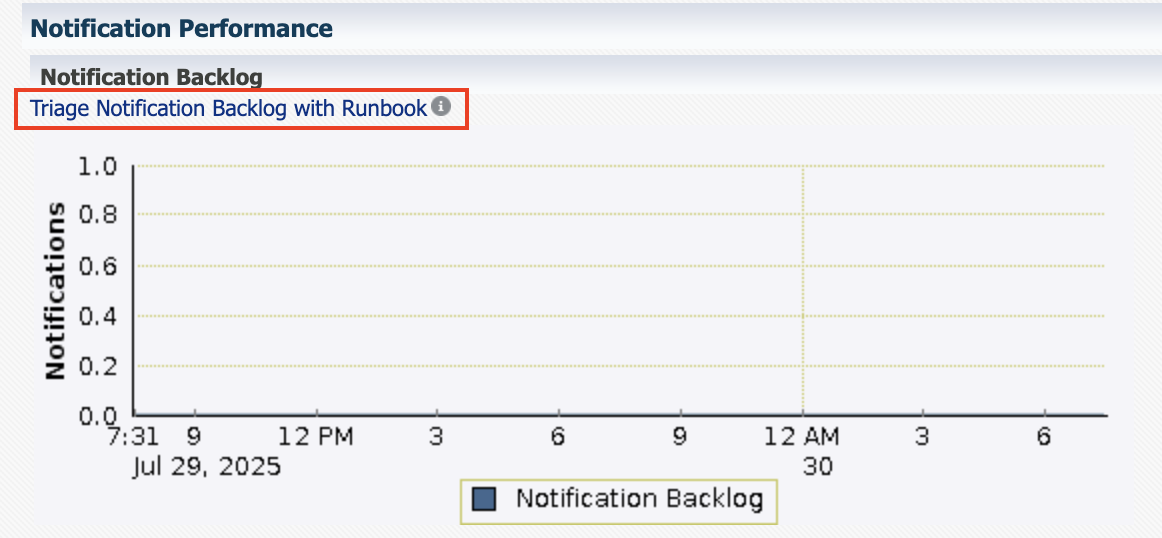 Notification Performance
Notification Backlog
Triage Notification Backlog with Runbook i
1.0
0.8
0.6
0.4
0.2
0.0
Notifications
7:31 9 12 PM 3 6 9 12 AM 3 6
Jul 29, 2025 30
Notification Backlog